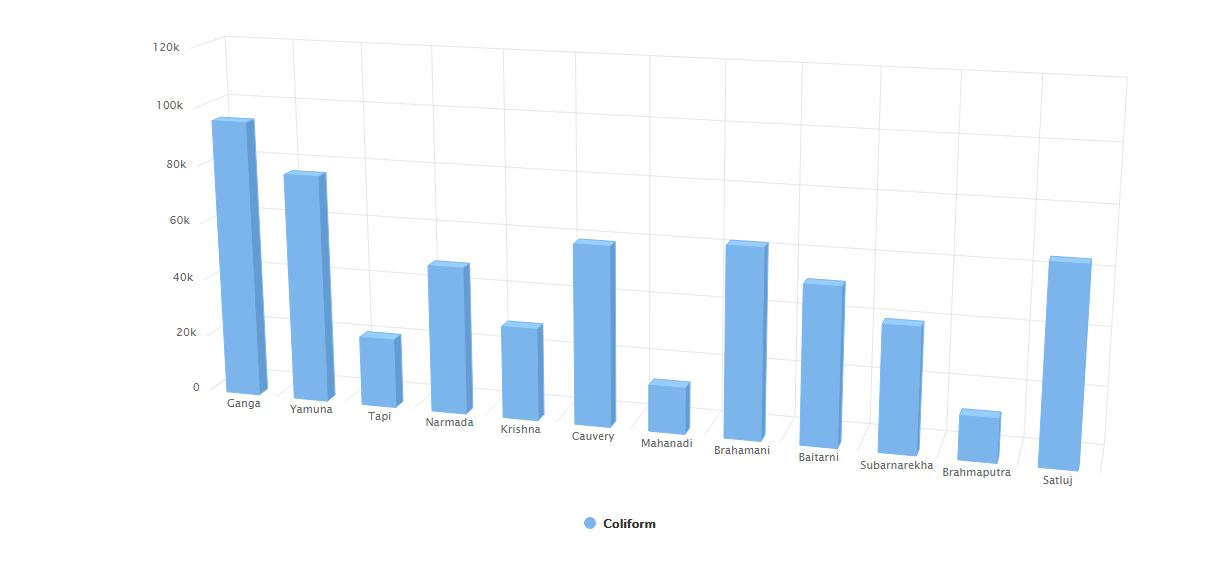 120k
100k
80k
60k
40k
20k
0
Ganga
Yamuna
Tapi
Narmada
Krishna
Cauvery
Mahanadi
Brahamani
Baitarni
Subarnarekha
Brahmaputra
Satluj
Coliform